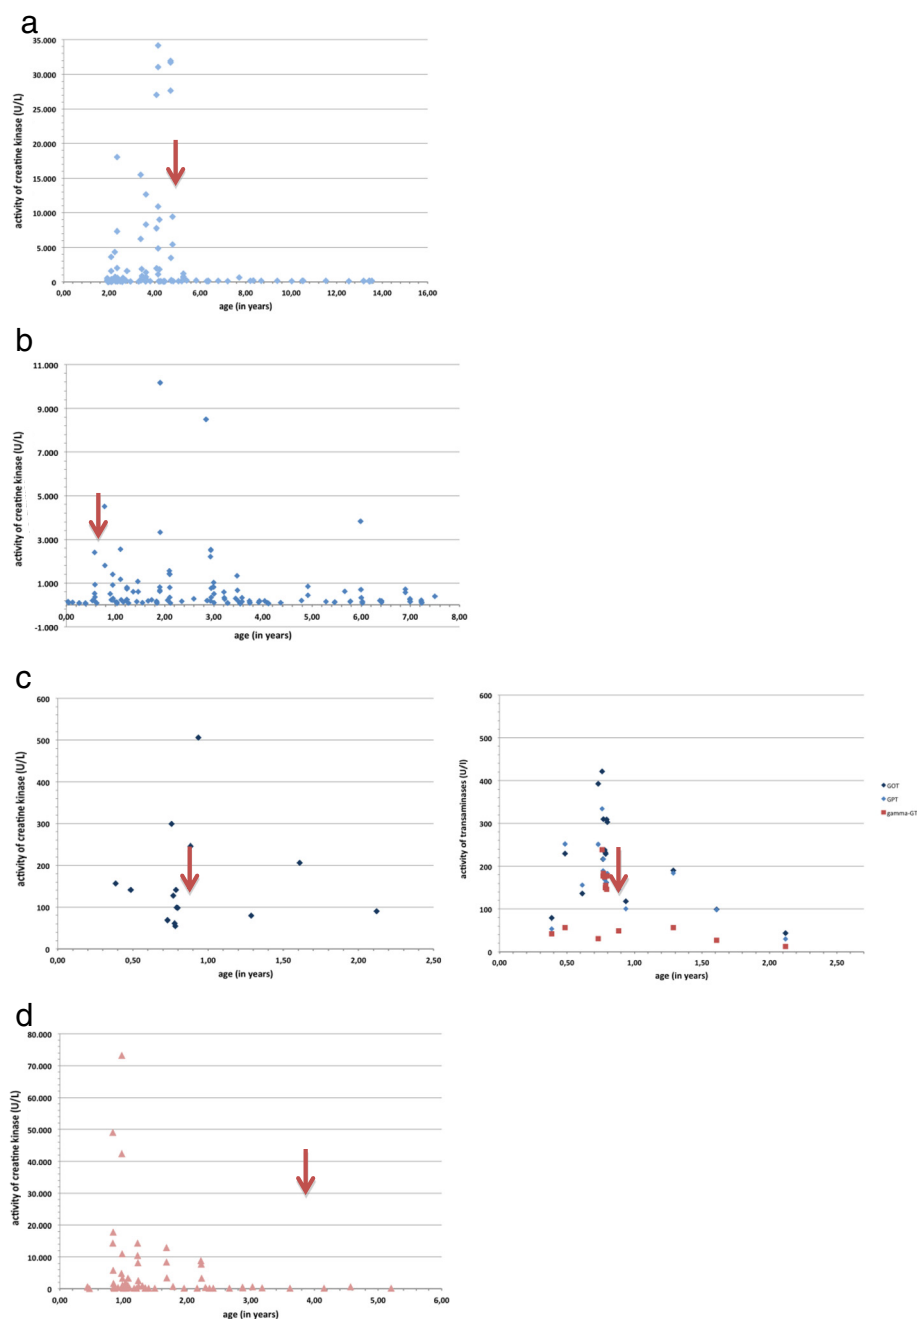 a
activity of creatine kinase (U/L)
35.000
30.000
25.000
20.000
15.000
10.000
5.000
0
0,00 2,00 4,00 6,00 8,00 10,00 12,00 14,00 16,00
age (in years)
b
activity of creatine kinase (U/L)
11.000
9.000
7.000
5.000
3.000
1.000
-1.000
0,00 1,00 2,00 3,00 4,00 5,00 6,00 7,00 8,00
age (in years)
c
activity of creatine kinase (U/L)
600
500
400
300
200
100
0
0,00 0,50 1,00 1,50 2,00 2,50
age (in years)
activity of transaminases (U/l)
600
500
400
300
200
100
0
0,00 0,50 1,00 1,50 2,00 2,50
age (in years)
GOT
GPT
gamma-GT
d
activity of creatine kinase (U/L)
80.000
70.000
60.000
50.000
40.000
30.000
20.000
10.000
0
0,00 1,00 2,00 3,00 4,00 5,00 6,00
age (in years)